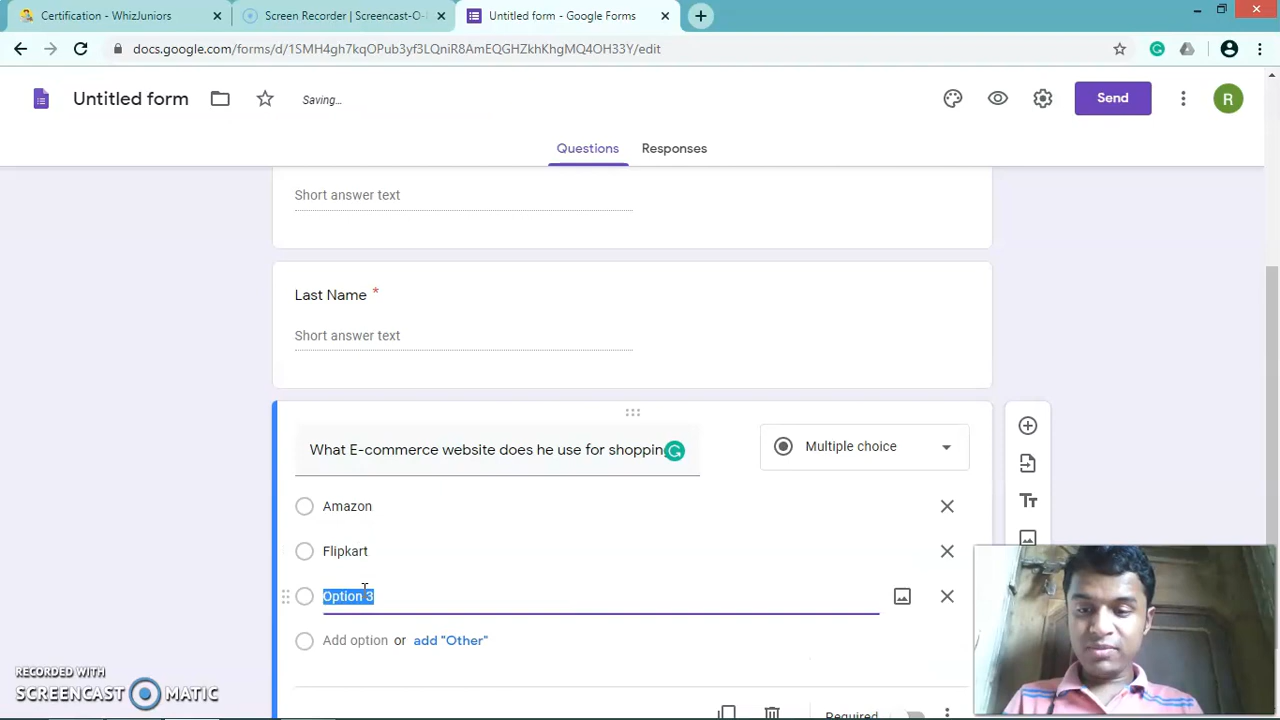 Certification - WhizJuniors
Screen Recorder | Screencast-O-
Untitled form - Google Forms
docs.google.com/forms/d/1SMH4gh7kqOPub3yf3LQniR8AmEQGHZkhKhgMQ4OH33Y/edit
Untitled form
Saving...
Send
R
Questions
Responses
Short answer text
Last Name *
Short answer text
What E-commerce website does he use for shoppin
Multiple choice
Amazon
Flipkart
Option 3
Add option or add "Other"
Required
RECORDED WITH
SCREENCAST MATIC